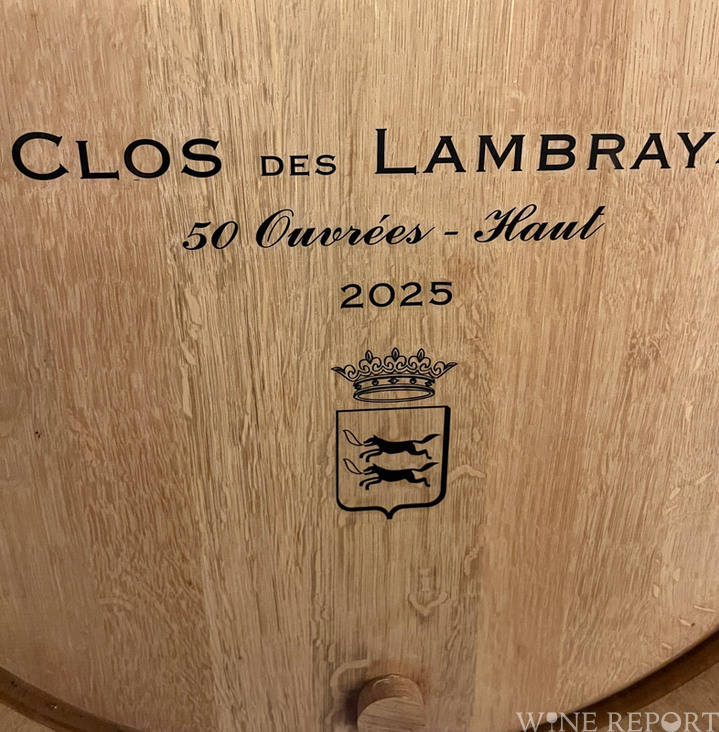 CLOS DES LAMBRAY
50 Ouvrées - Haut
2025
WINE REPORT